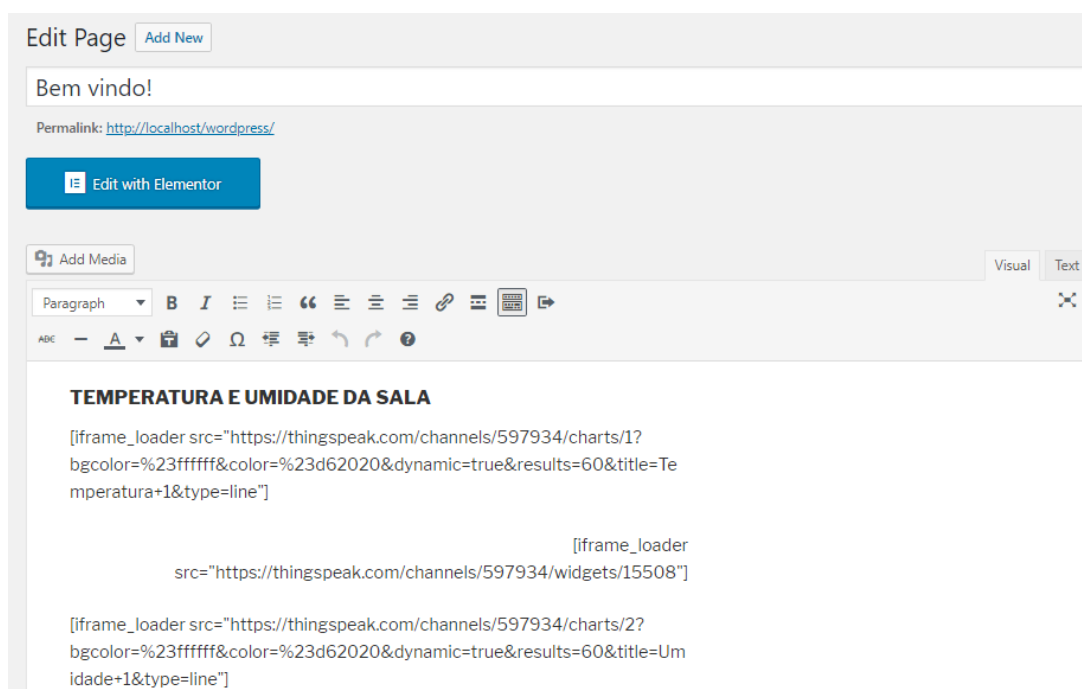 Edit Page Add New
Bem vindo!
Permalink: http://localhost/wordpress/
Edit with Elementor
Add Media
Visual Text
Paragraph B I
ABC A Ω
TEMPERATURA E UMIDADE DA SALA
[iframe_loader src="https://thingspeak.com/channels/597934/charts/1?
bgcolor=%23ffffff&color=%23d62020&dynamic=true&results=60&title=Te
mperatura+1&type=line"]
[iframe_loader
src="https://thingspeak.com/channels/597934/widgets/15508"]
[iframe_loader src="https://thingspeak.com/channels/597934/charts/2?
bgcolor=%23ffffff&color=%23d62020&dynamic=true&results=60&title=Um
idade+1&type=line"]